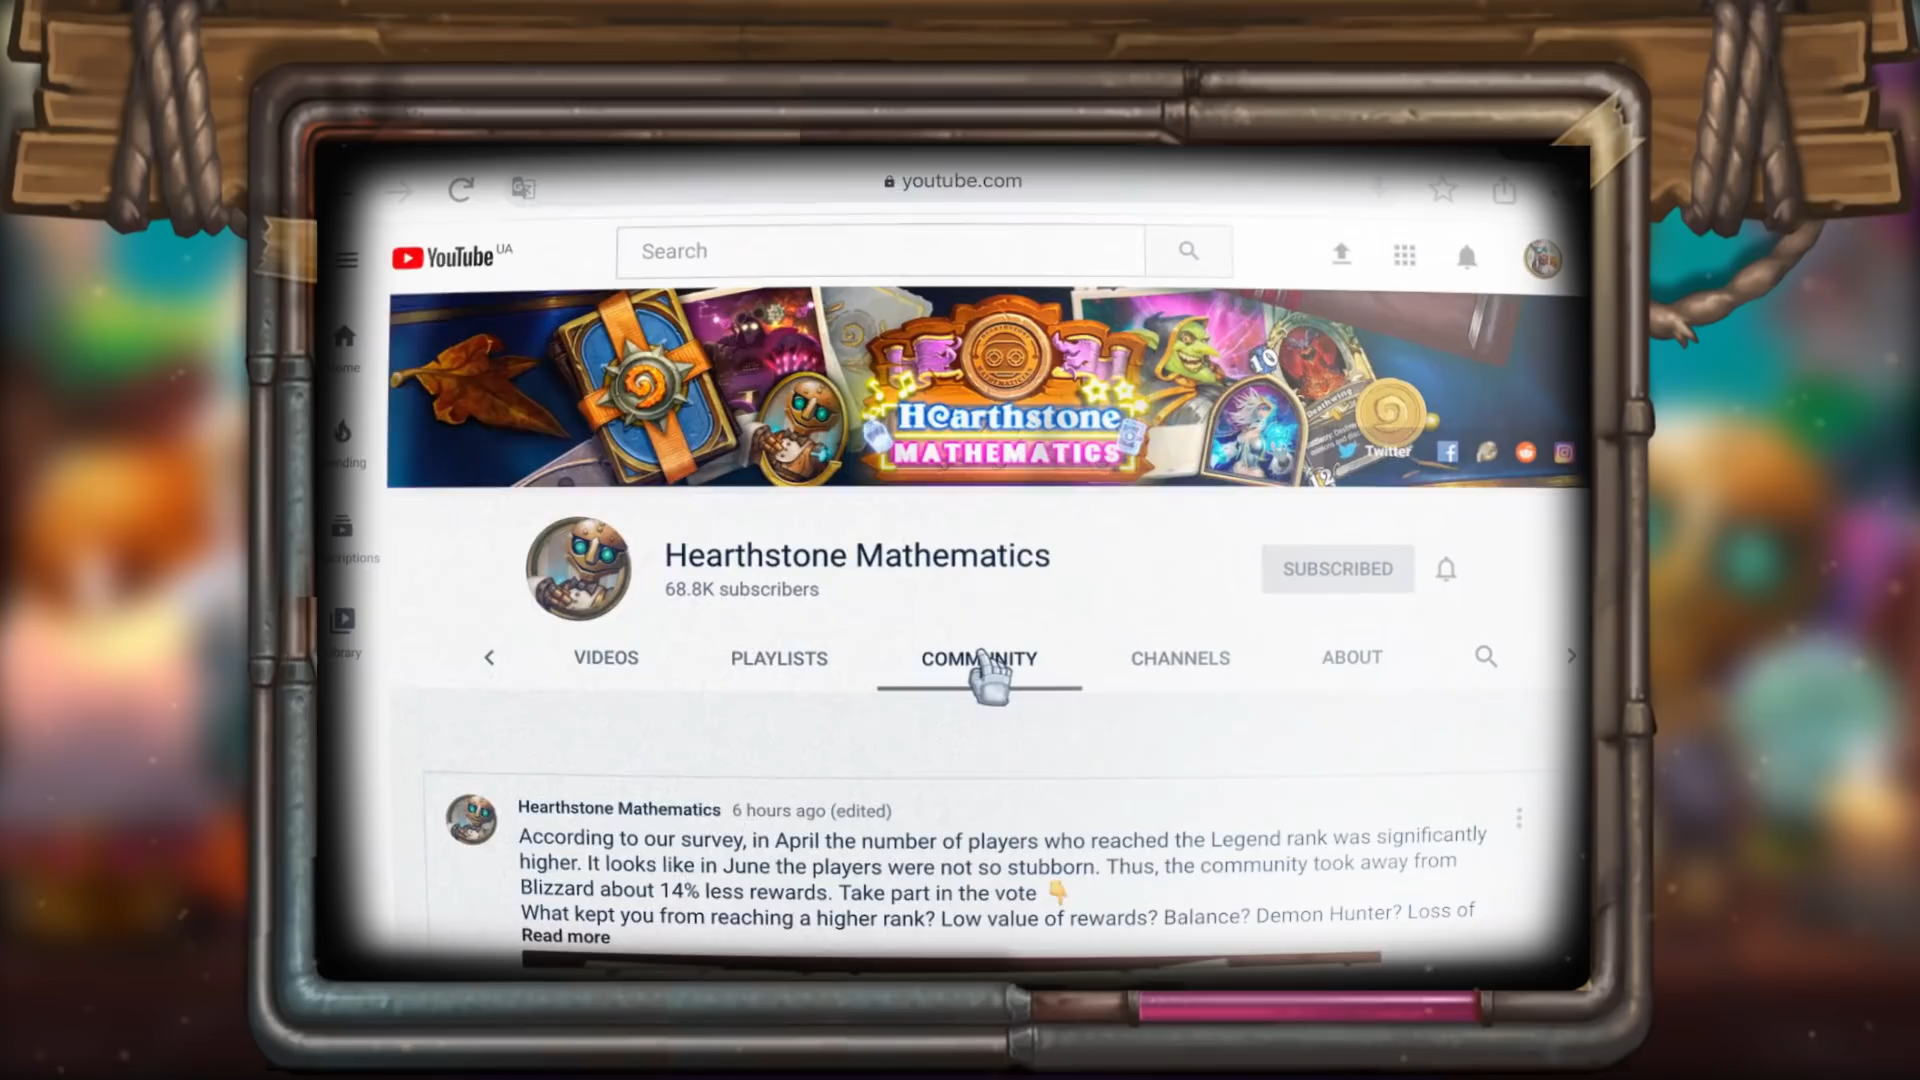 youtube.com
YouTube UA
Search
Hearthstone
MATHEMATICS
10
Deathwing
12
Twitter
Hearthstone Mathematics
68.8K subscribers
SUBSCRIBED
VIDEOS PLAYLISTS COMMUNITY CHANNELS ABOUT
Hearthstone Mathematics 6 hours ago (edited)
According to our survey, in April the number of players who reached the Legend rank was significantly
higher. It looks like in June the players were not so stubborn. Thus, the community took away from
Blizzard about 14% less rewards. Take part in the vote 👇
What kept you from reaching a higher rank? Low value of rewards? Balance? Demon Hunter? Loss of
Read more